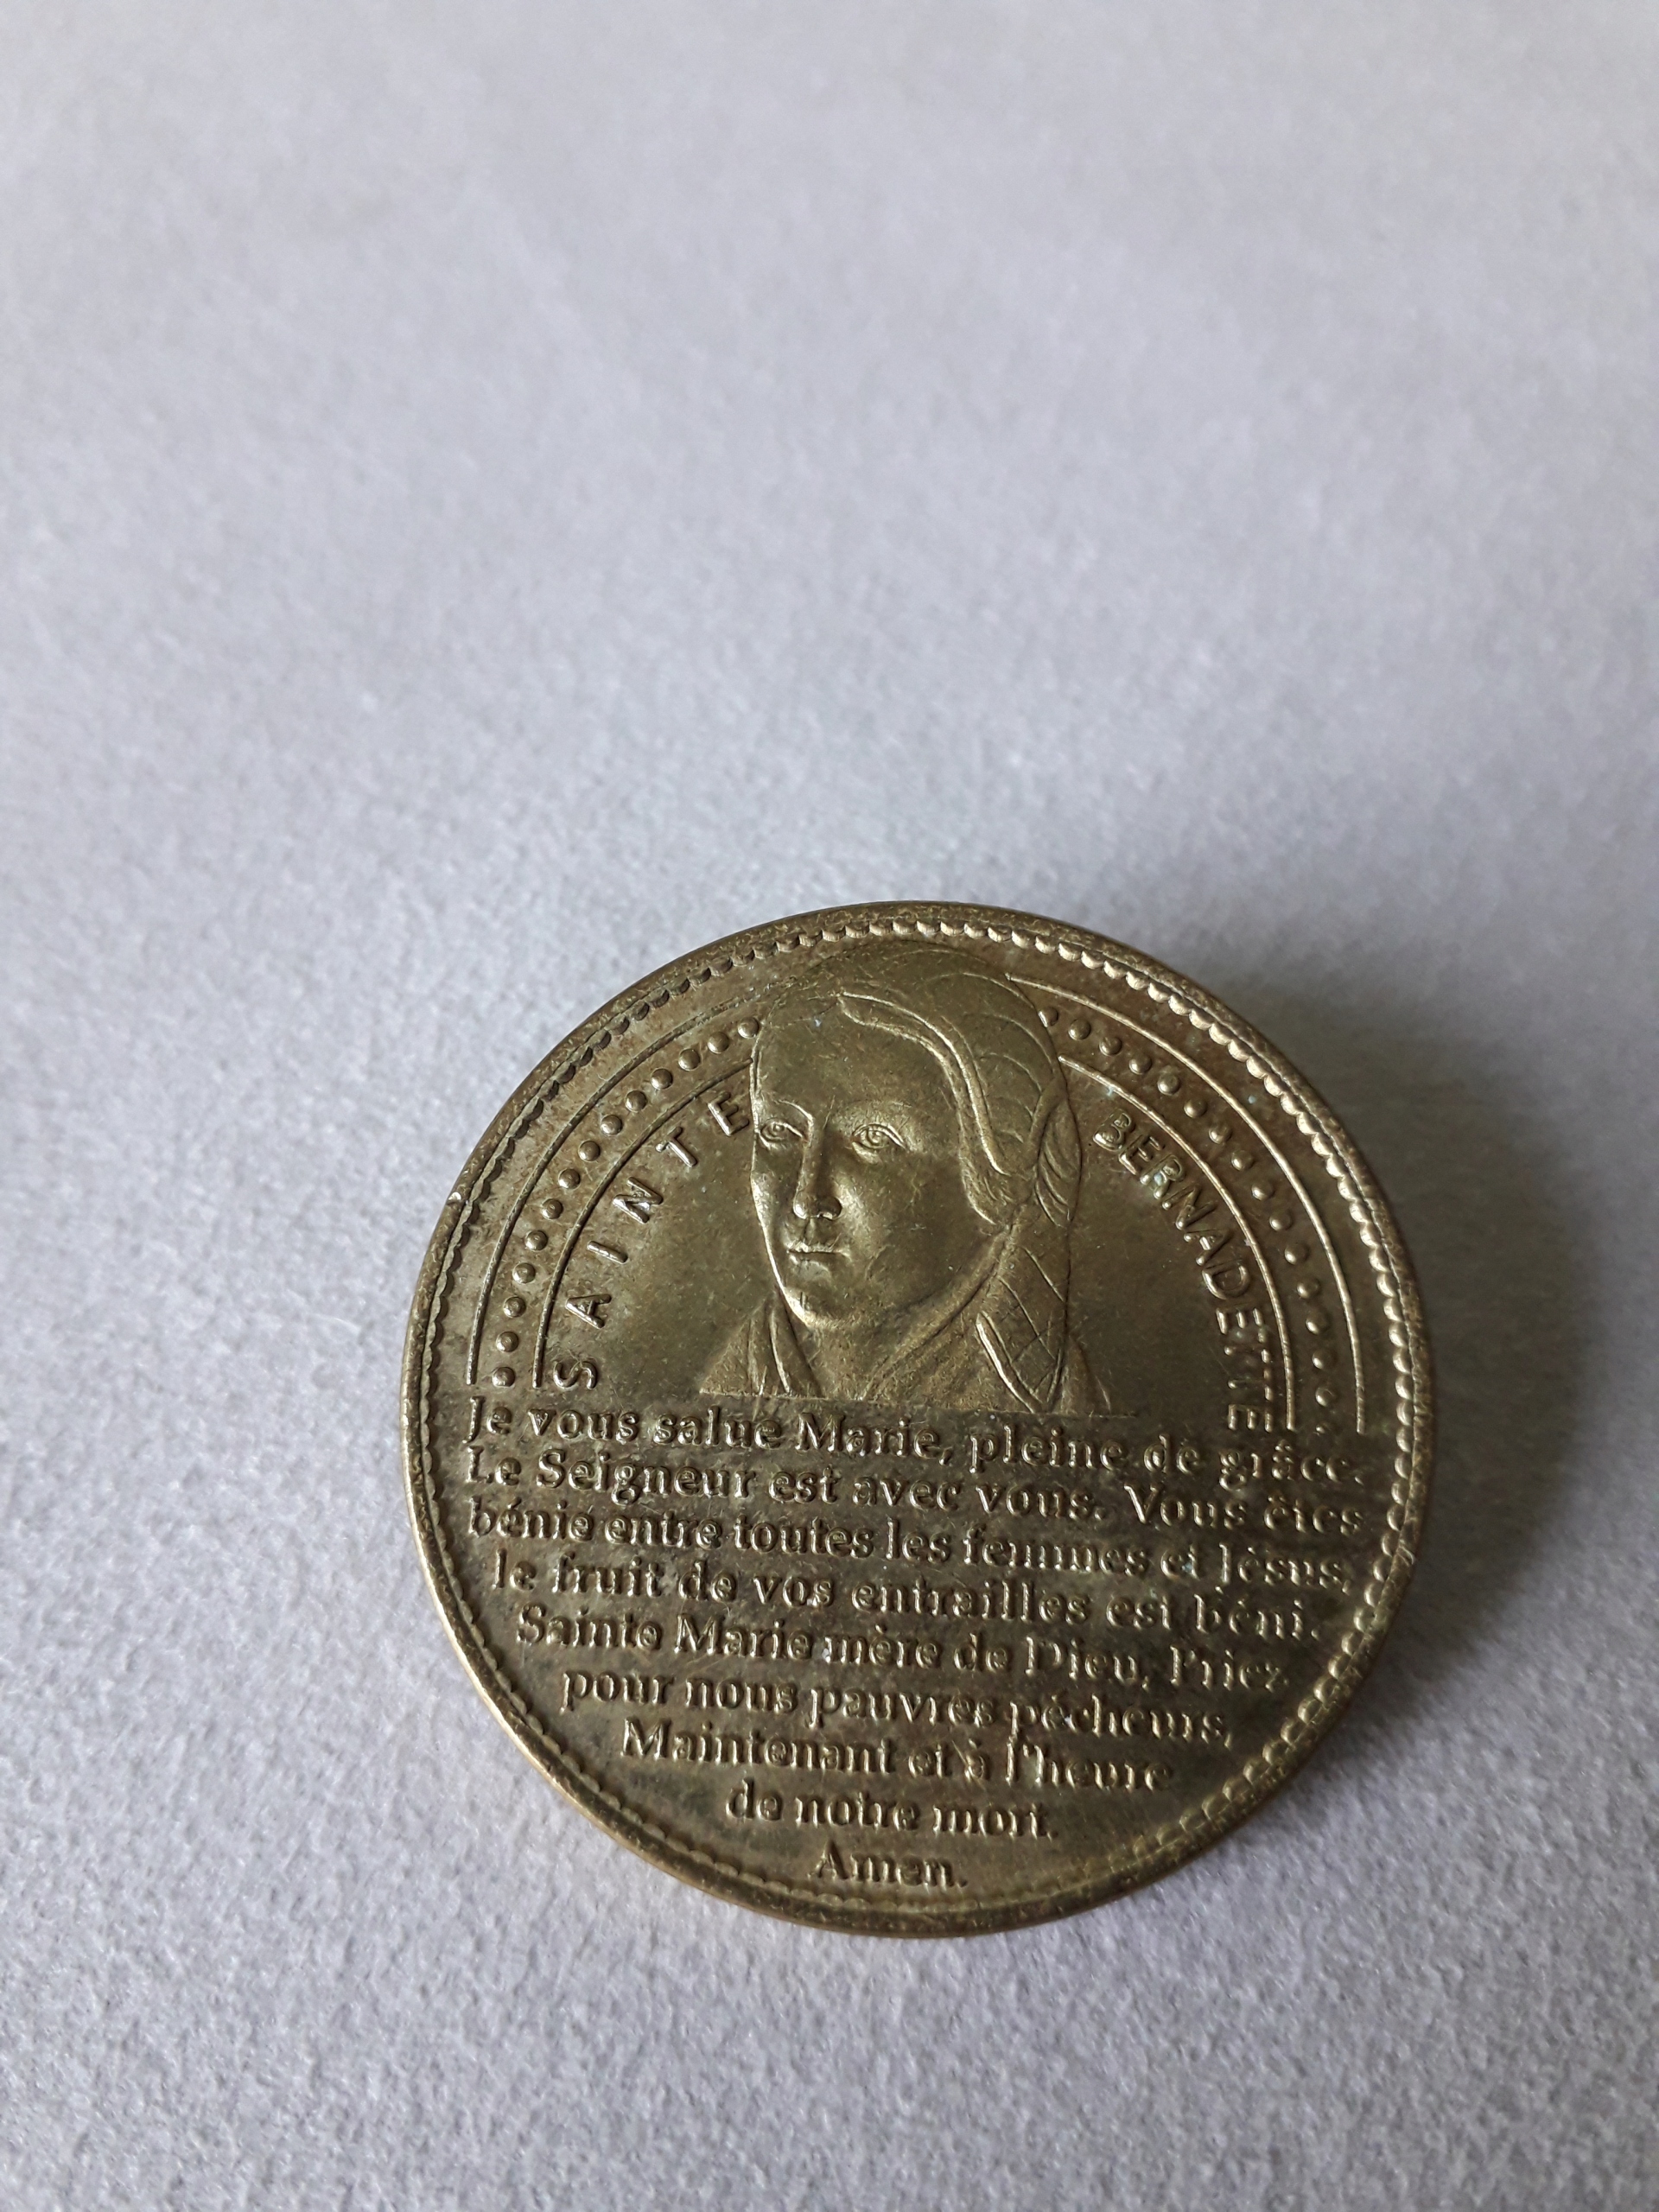 SAINTE BERNADETTE
Je vous salue Marie, pleine de grâce.
Le Seigneur est avec vous. Vous êtes
bénie entre toutes les femmes et Jésus,
le fruit de vos entrailles est béni.
Sainte Marie mère de Dieu, Priez
pour nous pauvres pécheurs,
Maintenant et à l'heure
de notre mort.
Amen.